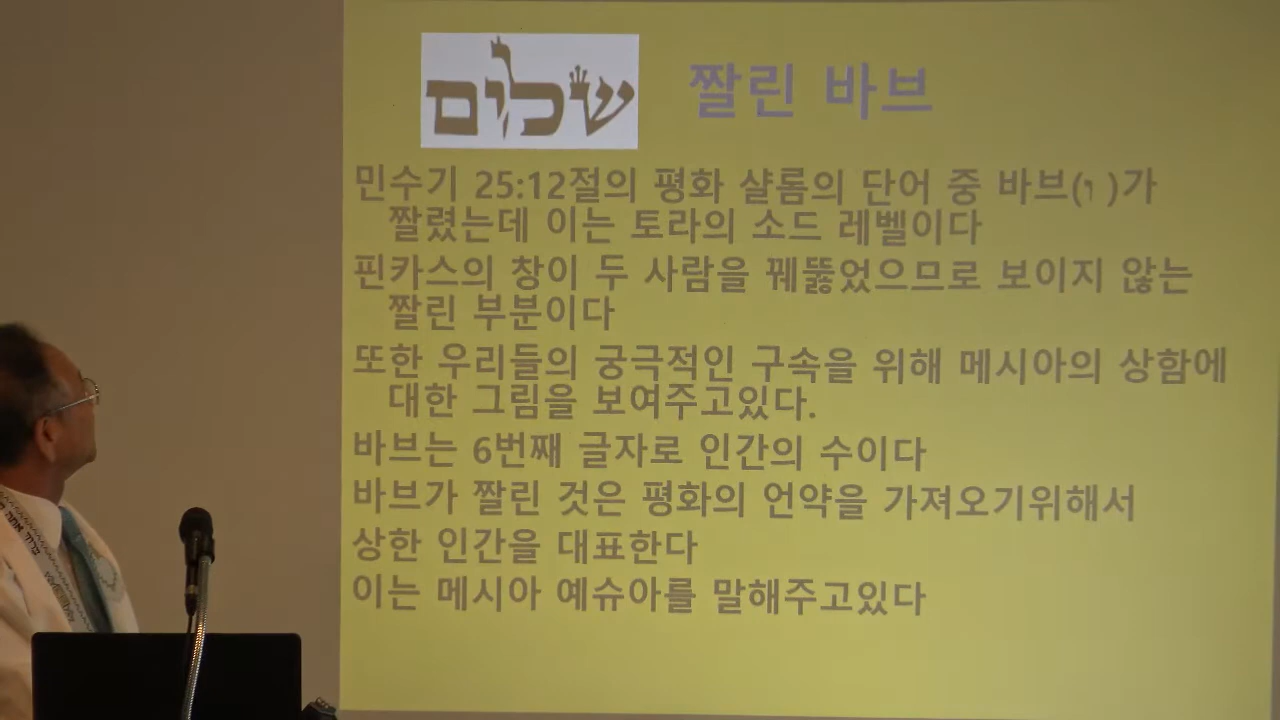 שלום
짤린 바브
민수기 25:12절의 평화 샬롬의 단어 중 바브(ו )가
짤렸는데 이는 토라의 소드 레벨이다
핀카스의 창이 두 사람을 꿰뚫었으므로 보이지 않는
짤린 부분이다
또한 우리들의 궁극적인 구속을 위해 메시아의 상함에
대한 그림을 보여주고있다.
바브는 6번째 글자로 인간의 수이다
바브가 짤린 것은 평화의 언약을 가져오기위해서
상한 인간을 대표한다
이는 메시아 예슈아를 말해주고있다
ברוך אתה